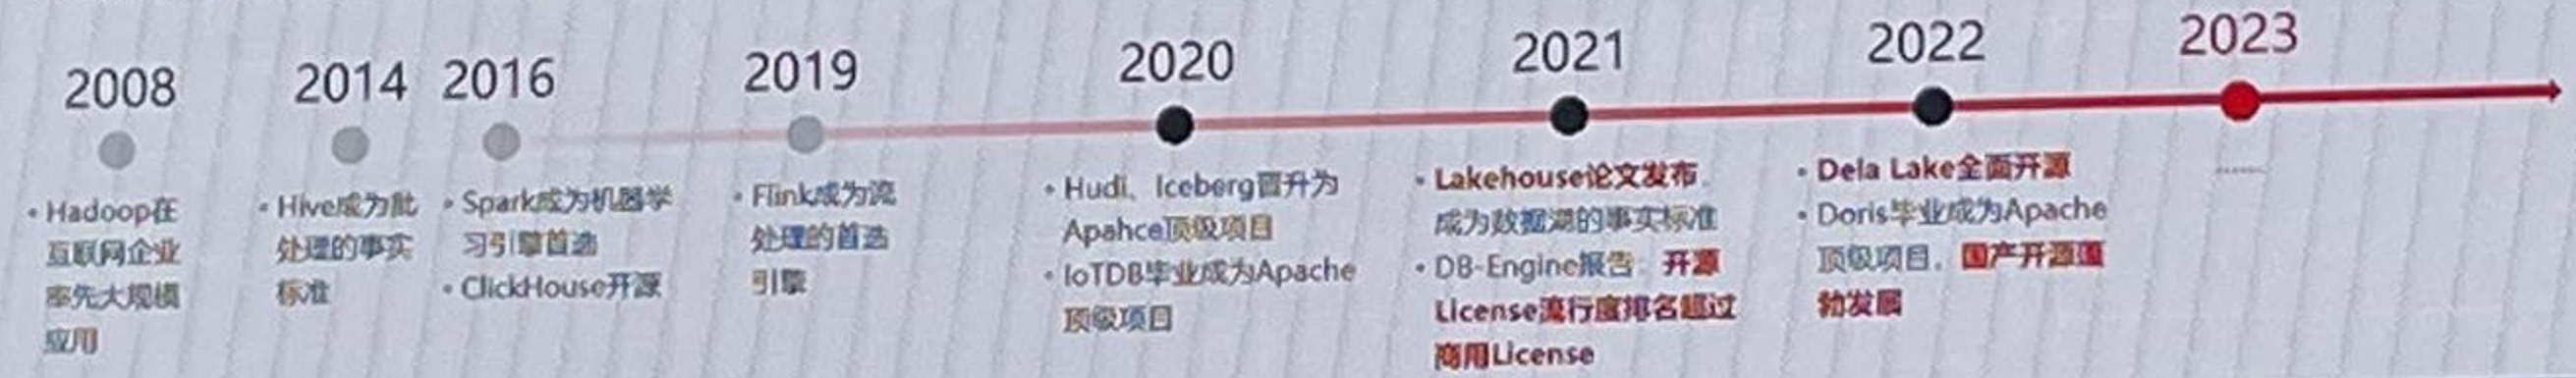 2008
• Hadoop在
互联网企业
率先大规模
应用
2014
• Hive成为批
处理的事实
标准
2016
• Spark成为机器学
习引擎首选
• ClickHouse开源
2019
• Flink成为流
处理的首选
引擎
2020
• Hudi、Iceberg晋升为
Apahce顶级项目
• IoTDB毕业成为Apache
顶级项目
2021
• Lakehouse论文发布
成为数据湖的事实标准
• DB-Engine报告：开源
License流行度排名超过
商用License
2022
• Dela Lake全面开源
• Doris毕业成为Apache
顶级项目，国产开源蓬
勃发展
2023
......